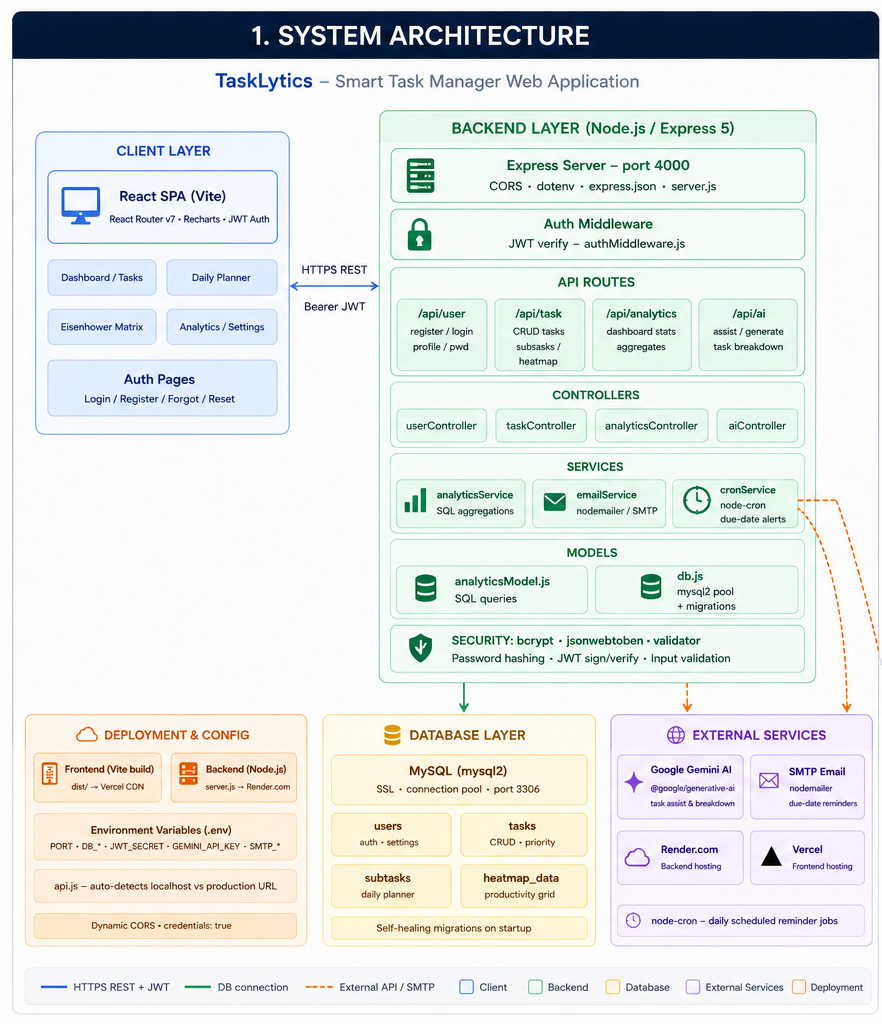 1. SYSTEM ARCHITECTURE
TaskLytics – Smart Task Manager Web Application
CLIENT LAYER
React SPA (Vite)
React Router v7 • Recharts • JWT Auth
Dashboard / Tasks
Daily Planner
Eisenhower Matrix
Analytics / Settings
Auth Pages
Login / Register / Forgot / Reset
HTTPS REST
Bearer JWT
BACKEND LAYER (Node.js / Express 5)
Express Server – port 4000
CORS • dotenv • express.json • server.js
Auth Middleware
JWT verify – authMiddleware.js
API ROUTES
/api/user
register / login
profile / pwd
/api/task
CRUD tasks
susasks /
heatmap
/api/analytics
dashboard stats
aggregates
/api/ai
assist / generate
task breakdown
CONTROLLERS
userController
taskController
analyticsController
aiController
SERVICES
analyticsService
SQL aggregations
emailService
nodemailer / SMTP
cronService
node-cron
due-date alerts
MODELS
analyticsModel.js
SQL queries
db.js
mysql2 pool
+ migrations
SECURITY: bcrypt • jsonwebtoben • validator
Password hashing • JWT sign/verify • Input validation
DEPLOYMENT & CONFIG
Frontend (Vite build)
dist/ → Vercel CDN
Backend (Node.js)
server.js → Render.com
Environment Variables (.env)
PORT • DB_* • JWT_SECRET • GEMINI_API_KEY • SMTP_*
api.js – auto-detects localhost vs production URL
Dynamic CORS • credentials: true
DATABASE LAYER
MySQL (mysql2)
SSL • connection pool • port 3306
users
auth • settings
tasks
CRUD • priority
subtasks
daily planner
heatmap_data
productivity grid
Self-healing migrations on startup
EXTERNAL SERVICES
Google Gemini AI
@google/generative-ai
task assist & breakdown
SMTP Email
nodemailer
due-date reminders
Render.com
Backend hosting
Vercel
Frontend hosting
node-cron – daily scheduled reminder jobs
HTTPS REST + JWT
DB connection
External API / SMTP
Client
Backend
Database
External Services
Deployment